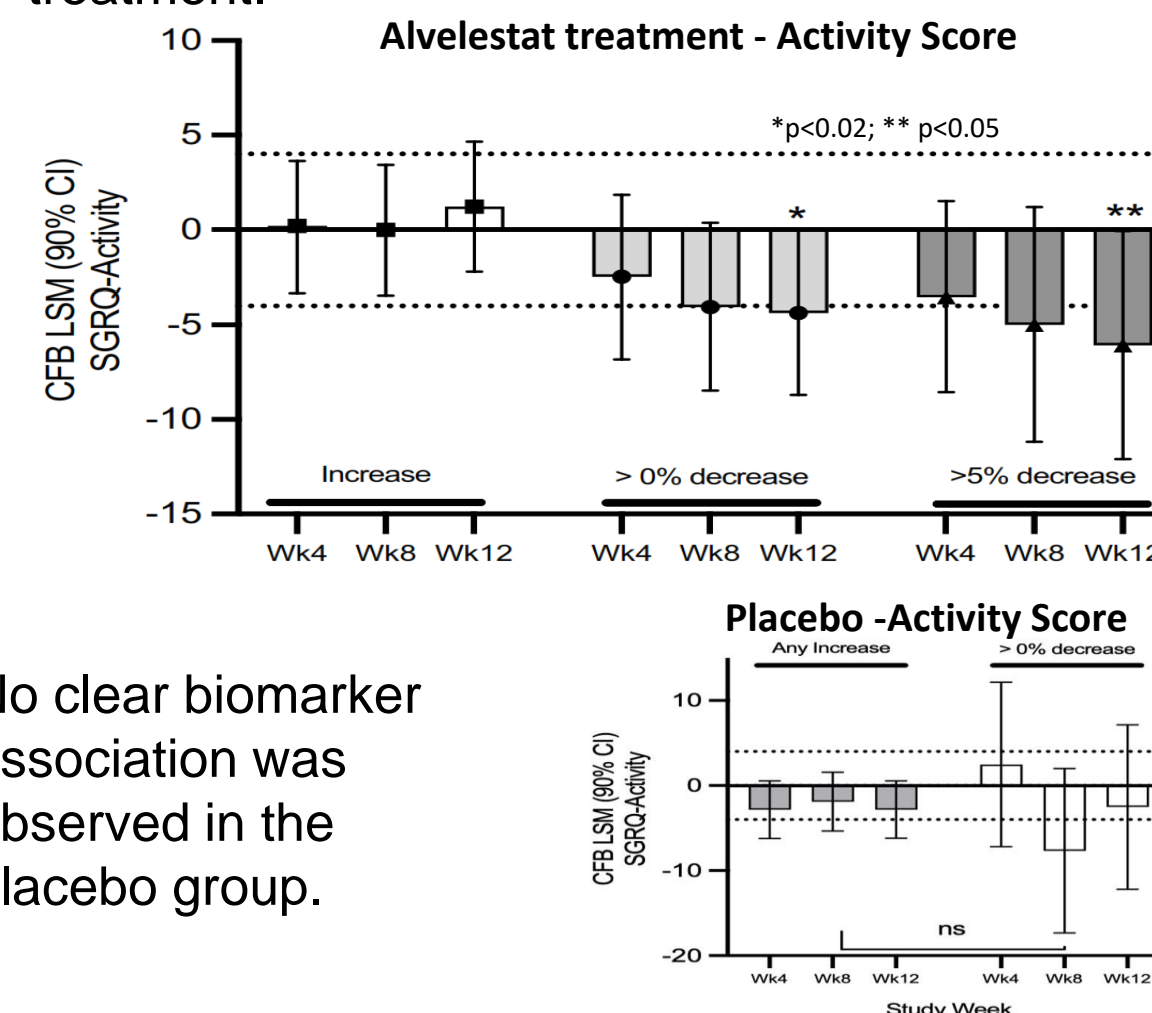 treatment.
Alvelestat treatment - Activity Score
*p<0.02; ** p<0.05
CFB LSM (90% CI)
SGRQ-Activity
10
5
0
-5
-10
-15
*
**
Increase
> 0% decrease
>5% decrease
Wk4 Wk8 Wk12 Wk4 Wk8 Wk12 Wk4 Wk8 Wk12
lo clear biomarker
ssociation was
bserved in the
lacebo group.
Placebo -Activity Score
Any Increase
> 0% decrease
CFB LSM (90% CI)
SGRQ-Activity
10
0
-10
-20
ns
Wk4 Wk8 Wk12 Wk4 Wk8 Wk12
Study Week